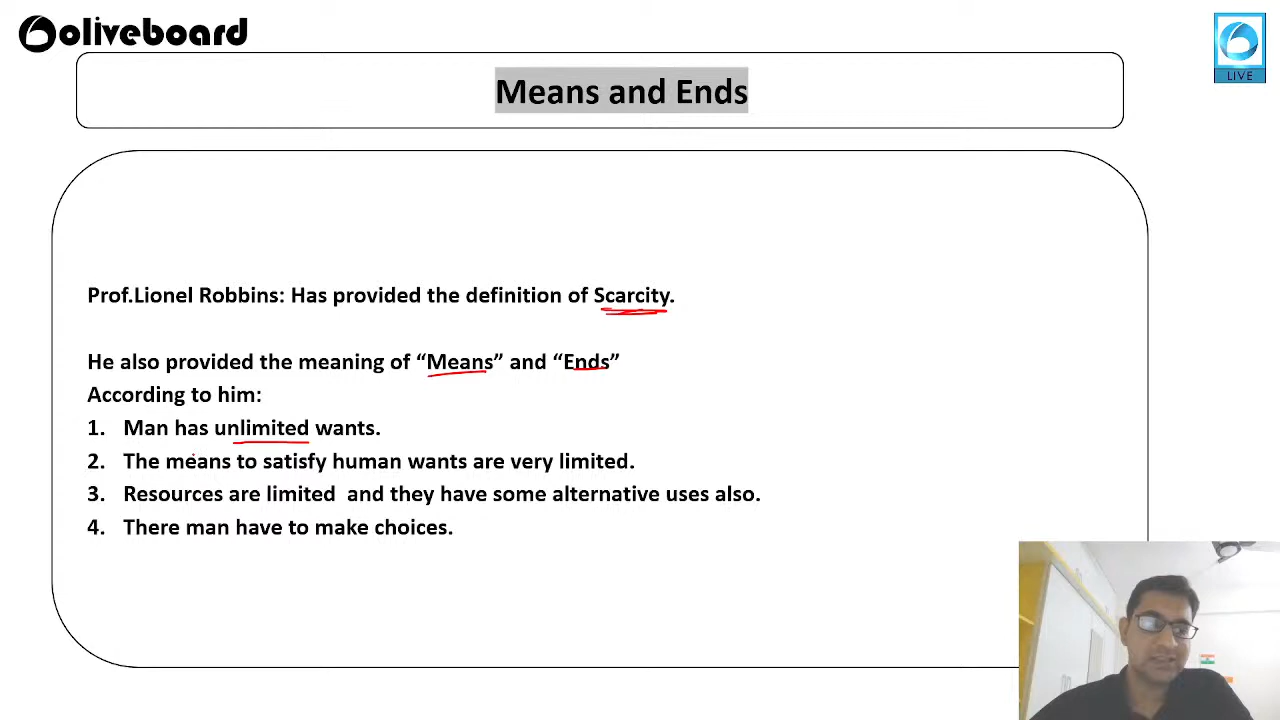 oliveboard
LIVE
Means and Ends
Prof.Lionel Robbins: Has provided the definition of Scarcity.
He also provided the meaning of “Means” and “Ends”
According to him:
1. Man has unlimited wants.
2. The means to satisfy human wants are very limited.
3. Resources are limited and they have some alternative uses also.
4. There man have to make choices.